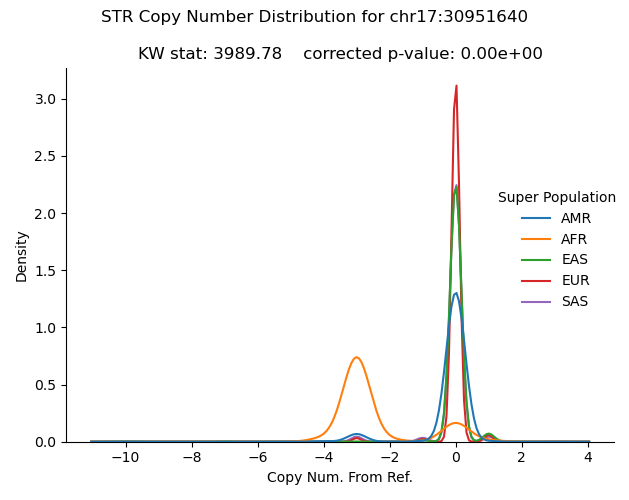 STR Copy Number Distribution for chr17:30951640
KW stat: 3989.78    corrected p-value: 0.00e+00
3.0
2.5
2.0
1.5
1.0
0.5
0.0
Density
Super Population
AMR
AFR
EAS
EUR
SAS
−10
−8
−6
−4
−2
0
2
4
Copy Num. From Ref.